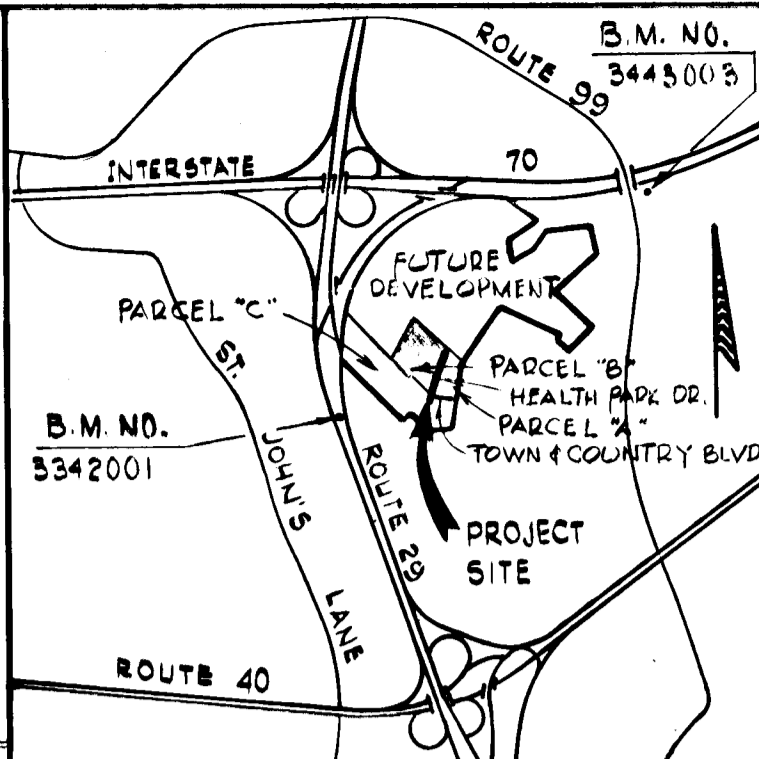 B.M. NO.
3443003
ROUTE 99
INTERSTATE 70
FUTURE
DEVELOPMENT
PARCEL "C"
ST. JOHN'S LANE
PARCEL "B"
HEALTH PARK DR.
PARCEL "A"
TOWN & COUNTRY BLVD
B.M. NO.
3342001
ROUTE 29
PROJECT
SITE
ROUTE 40